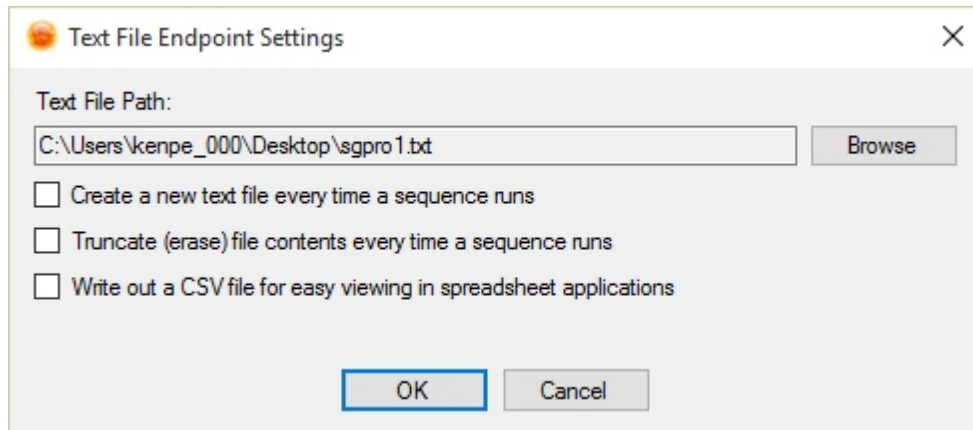 Text File Endpoint Settings
Text File Path:
C:\Users\kenpe_000\Desktop\sgpro1.txt
Browse
Create a new text file every time a sequence runs
Truncate (erase) file contents every time a sequence runs
Write out a CSV file for easy viewing in spreadsheet applications
OK
Cancel